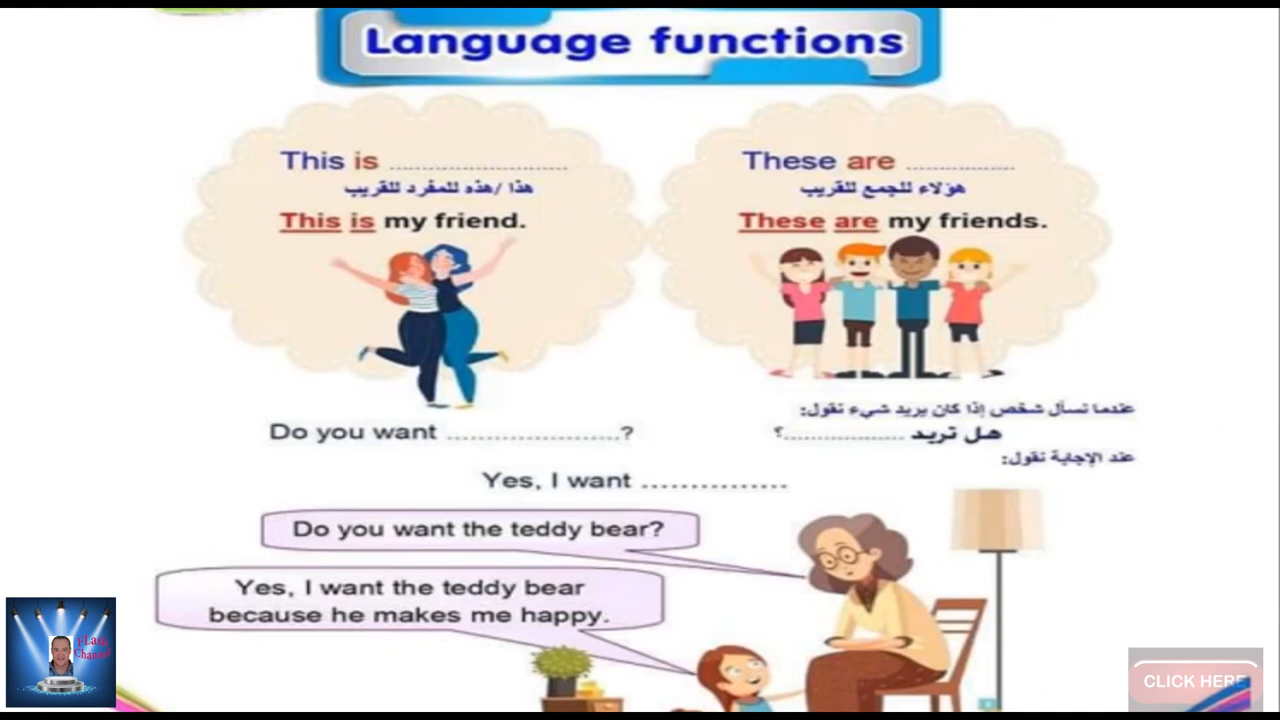 Language functions
This is ............................
هذا /هذه للمفرد للقريب
This is my friend.
These are .................
هؤلاء للجمع للقريب
These are my friends.
Do you want ............................?
عندما نسأل شخص إذا كان يريد شيء نقول:
هل تريد ...................؟
عند الإجابة نقول:
Yes, I want ...............
Do you want the teddy bear?
Yes, I want the teddy bear
because he makes me happy.
FLash
Channel
CLICK HERE